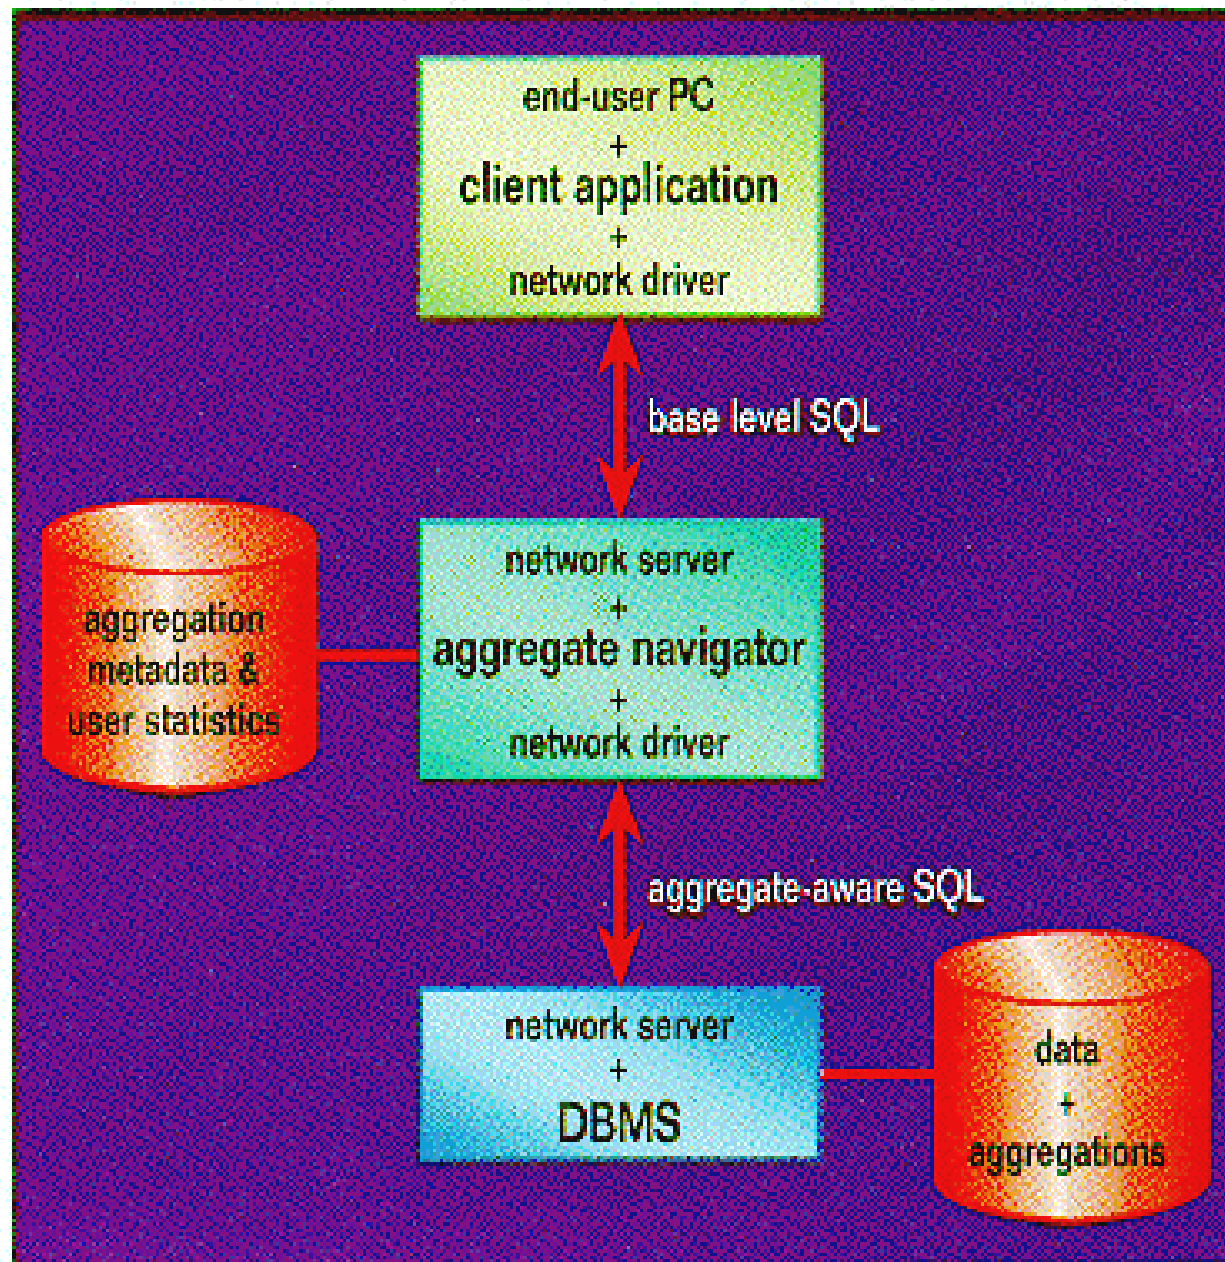 end-user PC
+
client application
+
network driver
base level SQL
network server
+
aggregate navigator
+
network driver
aggregation
metadata &
user statistics
aggregate-aware SQL
network server
+
DBMS
data
+
aggregations